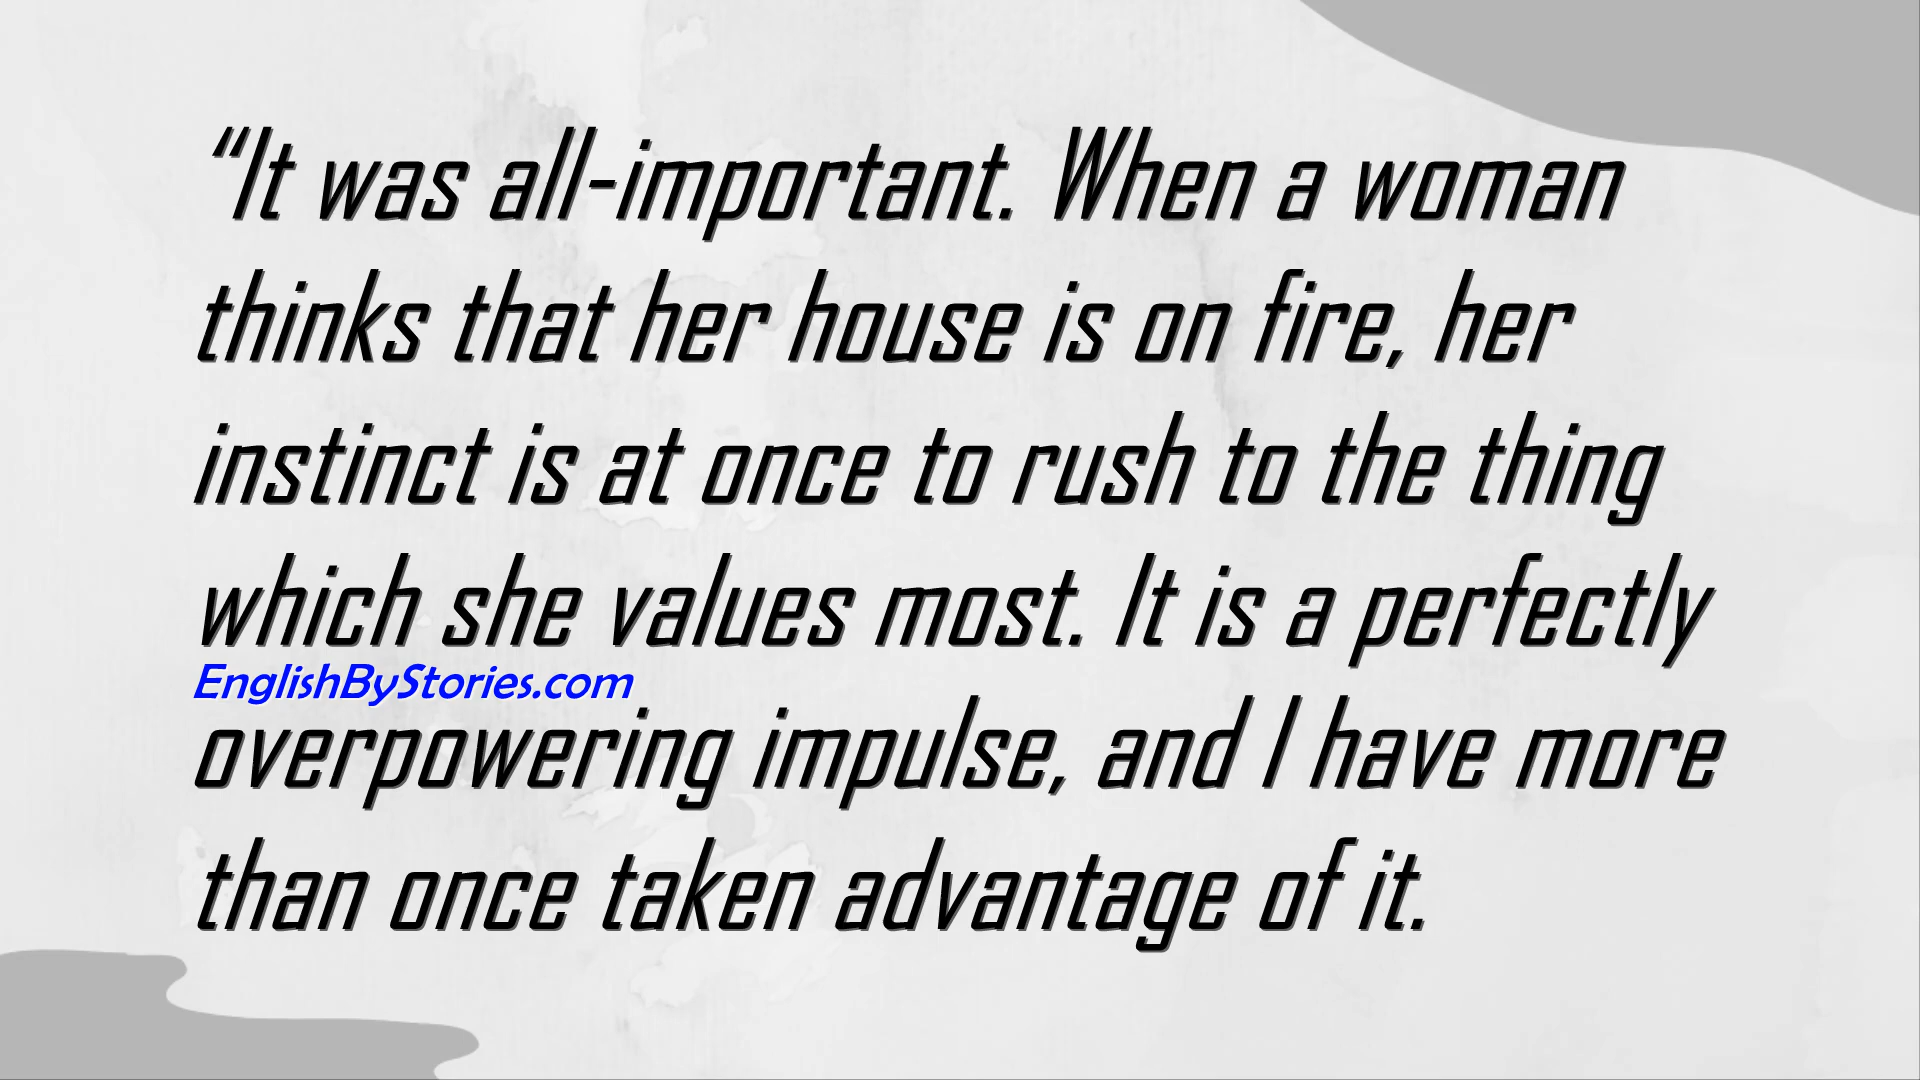 “It was all-important. When a woman
thinks that her house is on fire, her
instinct is at once to rush to the thing
which she values most. It is a perfectly
EnglishByStories.com
overpowering impulse, and I have more
than once taken advantage of it.